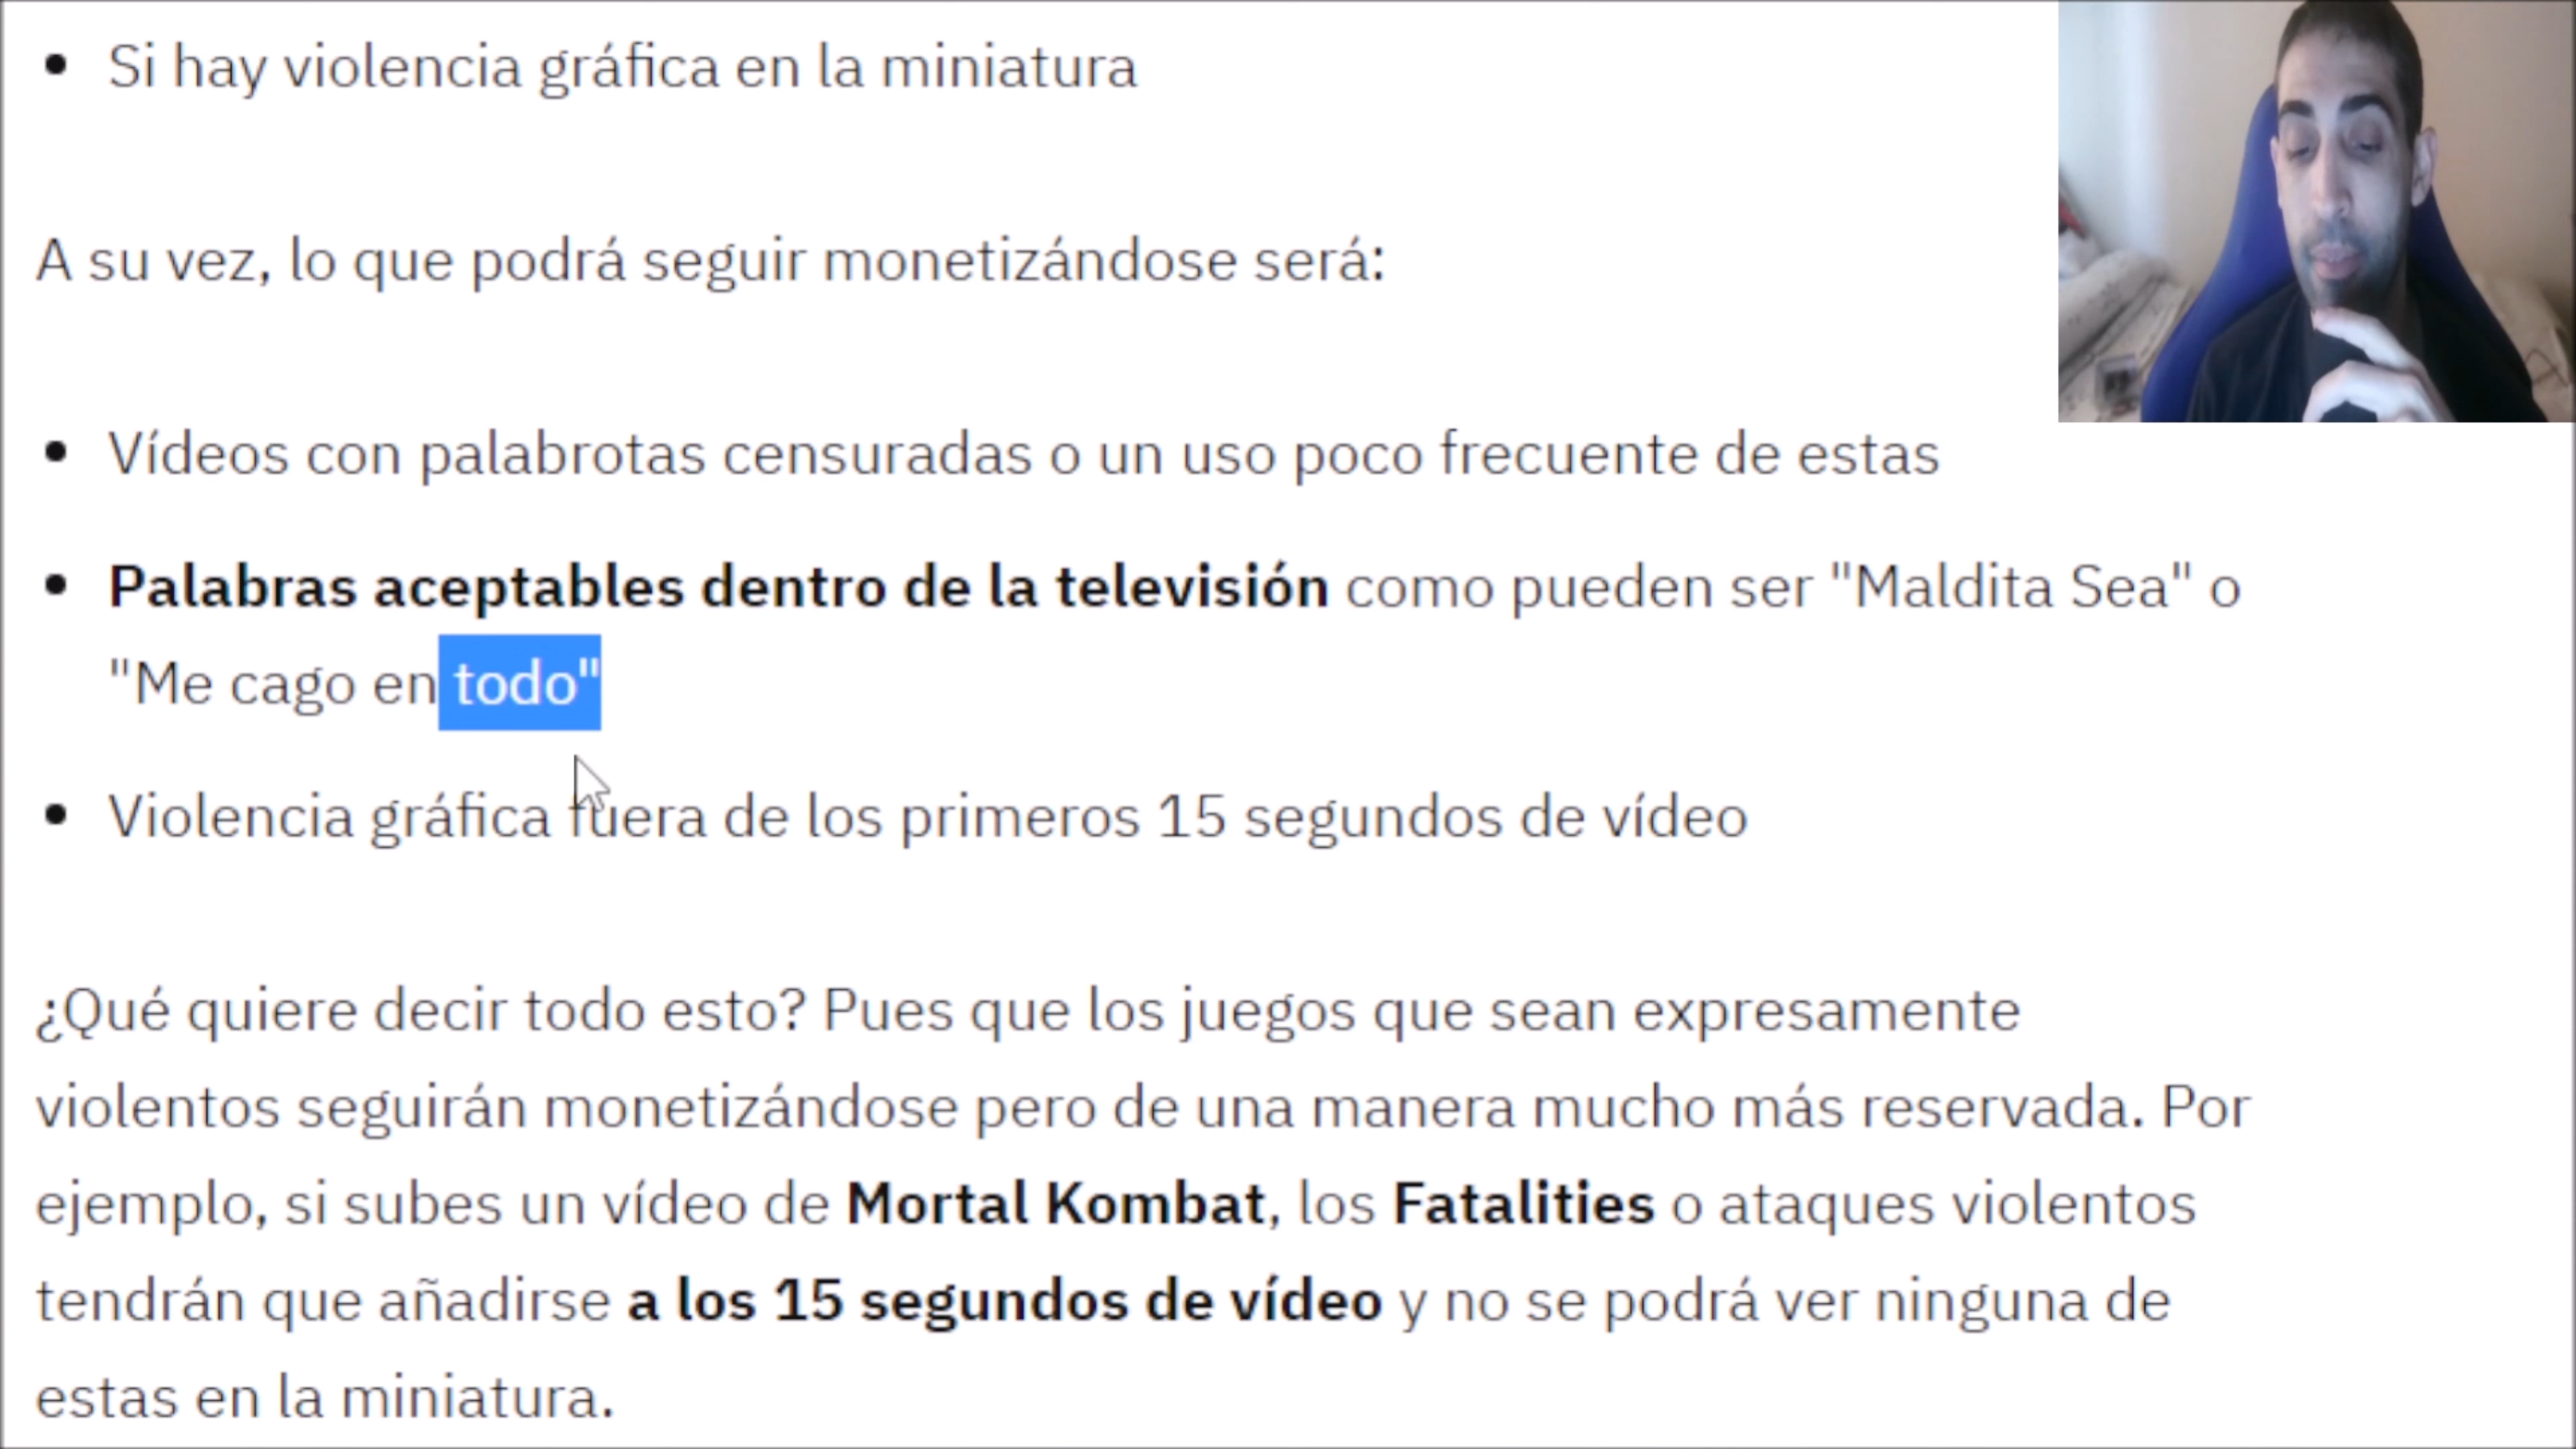 Si hay violencia gráfica en la miniatura
A su vez, lo que podrá seguir monetizándose será:
Vídeos con palabrotas censuradas o un uso poco frecuente de estas
Palabras aceptables dentro de la televisión como pueden ser "Maldita Sea" o
"Me cago en todo"
Violencia gráfica fuera de los primeros 15 segundos de vídeo
¿Qué quiere decir todo esto? Pues que los juegos que sean expresamente
violentos seguirán monetizándose pero de una manera mucho más reservada. Por
ejemplo, si subes un vídeo de Mortal Kombat, los Fatalities o ataques violentos
tendrán que añadirse a los 15 segundos de vídeo y no se podrá ver ninguna de
estas en la miniatura.